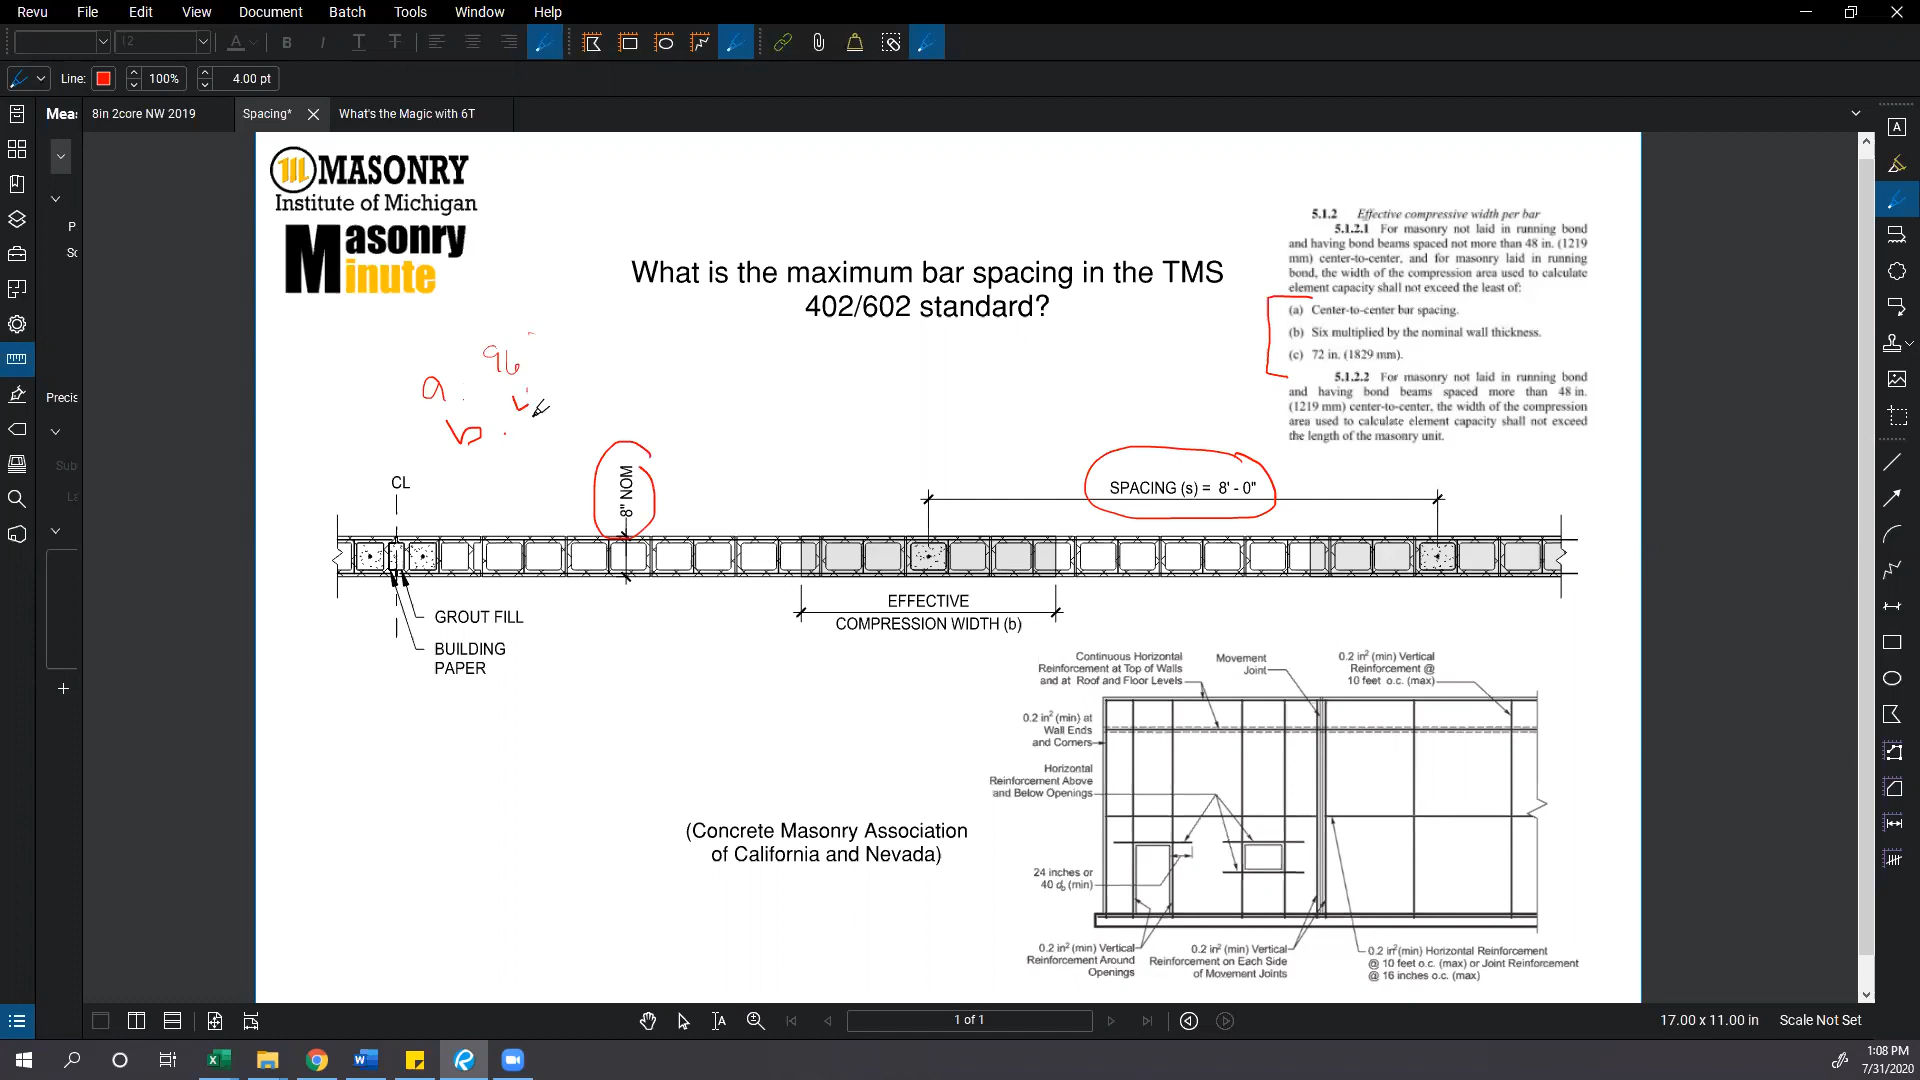 Revu File Edit View Document Batch Tools Window Help
12
Line: 100% 4.00 pt
Meas
8in 2core NW 2019
Spacing*
What's the Magic with 6T
P
Sc
Precis
Sub
La
MASONRY
Institute of Michigan
Masonry
Minute
What is the maximum bar spacing in the TMS
402/602 standard?
5.1.2 Effective compressive width per bar
5.1.2.1 For masonry not laid in running bond
and having bond beams spaced not more than 48 in. (1219
mm) center-to-center, and for masonry laid in running
bond, the width of the compression area used to calculate
element capacity shall not exceed the least of:
(a) Center-to-center bar spacing.
(b) Six multiplied by the nominal wall thickness.
(c) 72 in. (1829 mm).
5.1.2.2 For masonry not laid in running bond
and having bond beams spaced more than 48 in.
(1219 mm) center-to-center, the width of the compression
area used to calculate element capacity shall not exceed
the length of the masonry unit.
96
a.
b.
CL
8" NOM
SPACING (s) = 8' - 0"
GROUT FILL
BUILDING
PAPER
EFFECTIVE
COMPRESSION WIDTH (b)
Continuous Horizontal
Reinforcement at Top of Walls
and at Roof and Floor Levels
Movement
Joint
0.2 in² (min) Vertical
Reinforcement @
10 feet o.c. (max)
0.2 in² (min) at
Wall Ends
and Corners
Horizontal
Reinforcement Above
and Below Openings
24 inches or
40 db (min)
0.2 in² (min) Vertical
Reinforcement Around
Openings
0.2 in² (min) Vertical
Reinforcement on Each Side
of Movement Joints
0.2 in² (min) Horizontal Reinforcement
@ 10 feet o.c. (max) or Joint Reinforcement
@ 16 inches o.c. (max)
(Concrete Masonry Association
of California and Nevada)
1 of 1
17.00 x 11.00 in
Scale Not Set
1:08 PM
7/31/2020